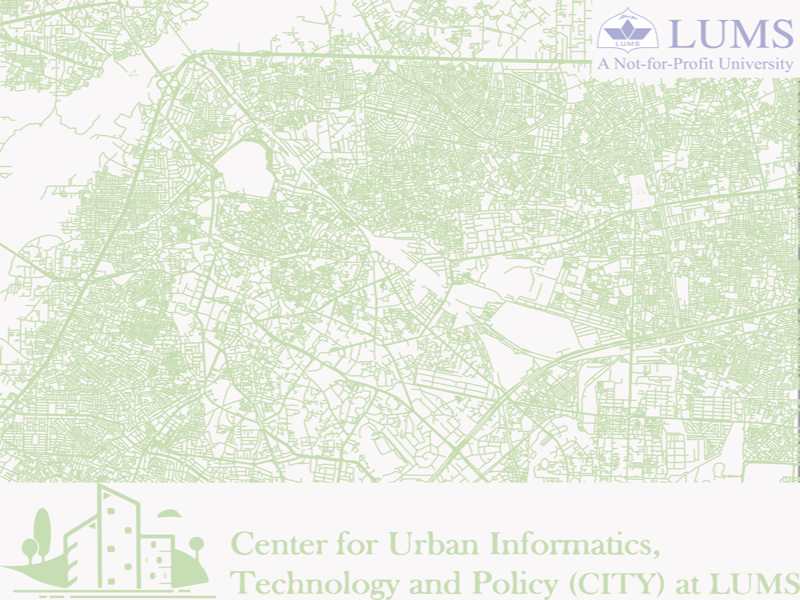 LUMS
LUMS
A Not-for-Profit University
Center for Urban Informatics,
Technology and Policy (CITY) at LUMS